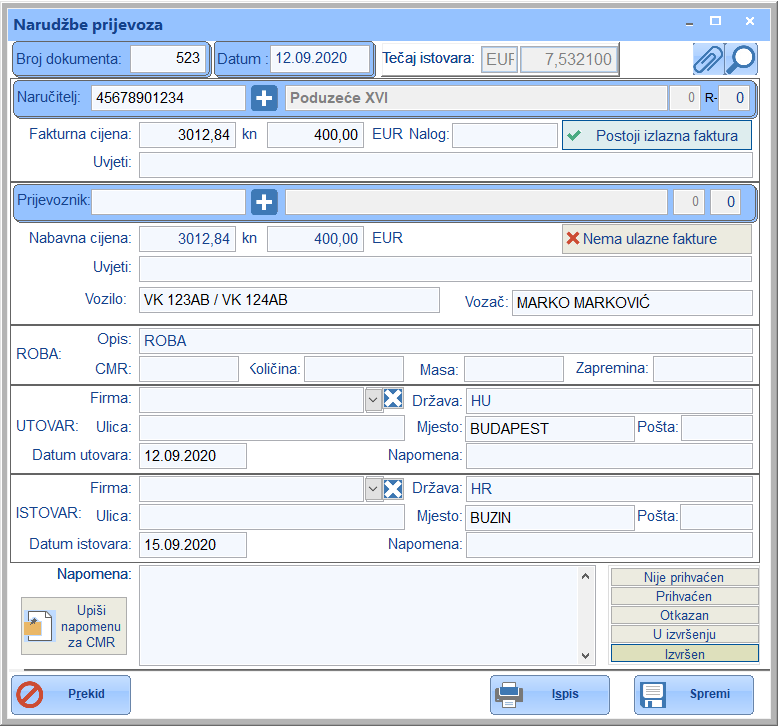 Narudžbe prijevoza
Broj dokumenta: 523 Datum : 12.09.2020 Tečaj istovara: EUR 7,532100
Naručitelj: 45678901234 Poduzeće XVI 0 R- 0
Fakturna cijena: 3012,84 kn 400,00 EUR Nalog: Postoji izlazna faktura
Uvjeti:
Prijevoznik: 0 0
Nabavna cijena: 3012,84 kn 400,00 EUR Nema ulazne fakture
Uvjeti:
Vozilo: VK 123AB / VK 124AB Vozač: MARKO MARKOVIĆ
ROBA: Opis: ROBA
CMR: Količina: Masa: Zapremina:
Firma: Država: HU
UTOVAR: Ulica: Mjesto: BUDAPEST Pošta:
Datum utovara: 12.09.2020 Napomena:
Firma: Država: HR
ISTOVAR: Ulica: Mjesto: BUZIN Pošta:
Datum istovara: 15.09.2020 Napomena:
Napomena:
Upiši
napomenu
za CMR
Nije prihvaćen
Prihvaćen
Otkazan
U izvršenju
Izvršen
Prekid Ispis Spremi